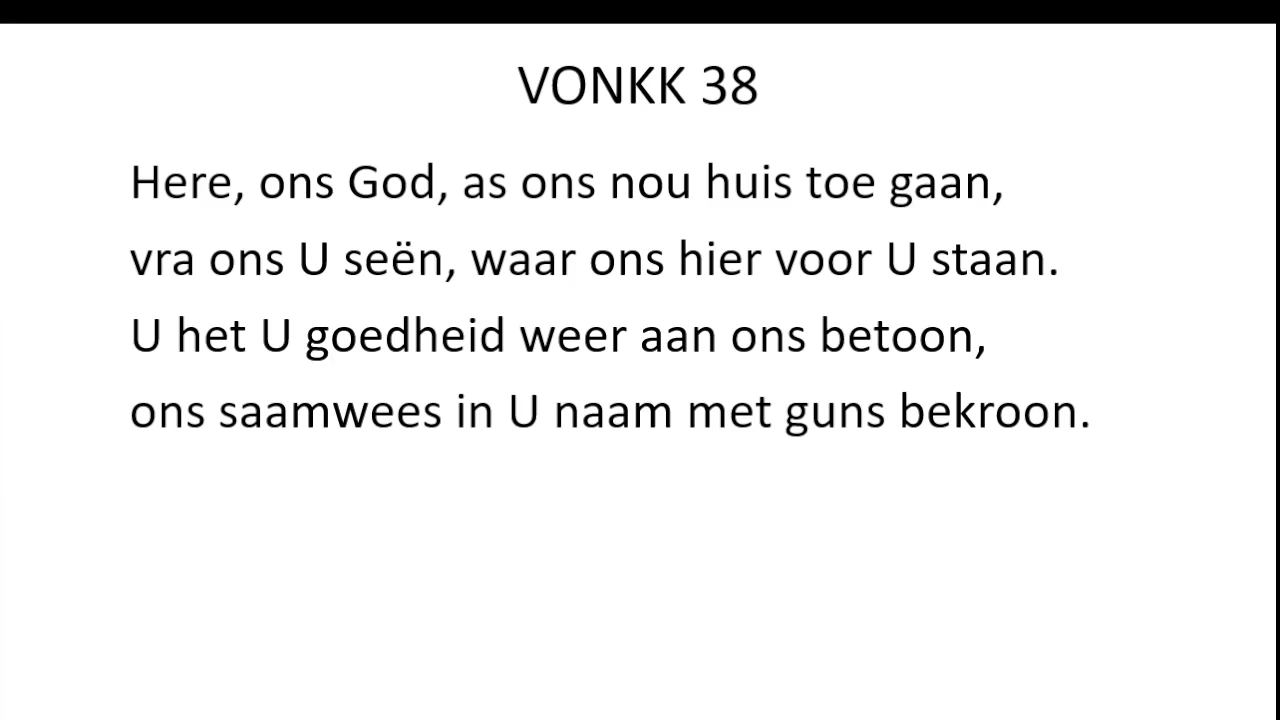 VONKK 38
Here, ons God, as ons nou huis toe gaan,
vra ons U seën, waar ons hier voor U staan.
U het U goedheid weer aan ons betoon,
ons saamwees in U naam met guns bekroon.